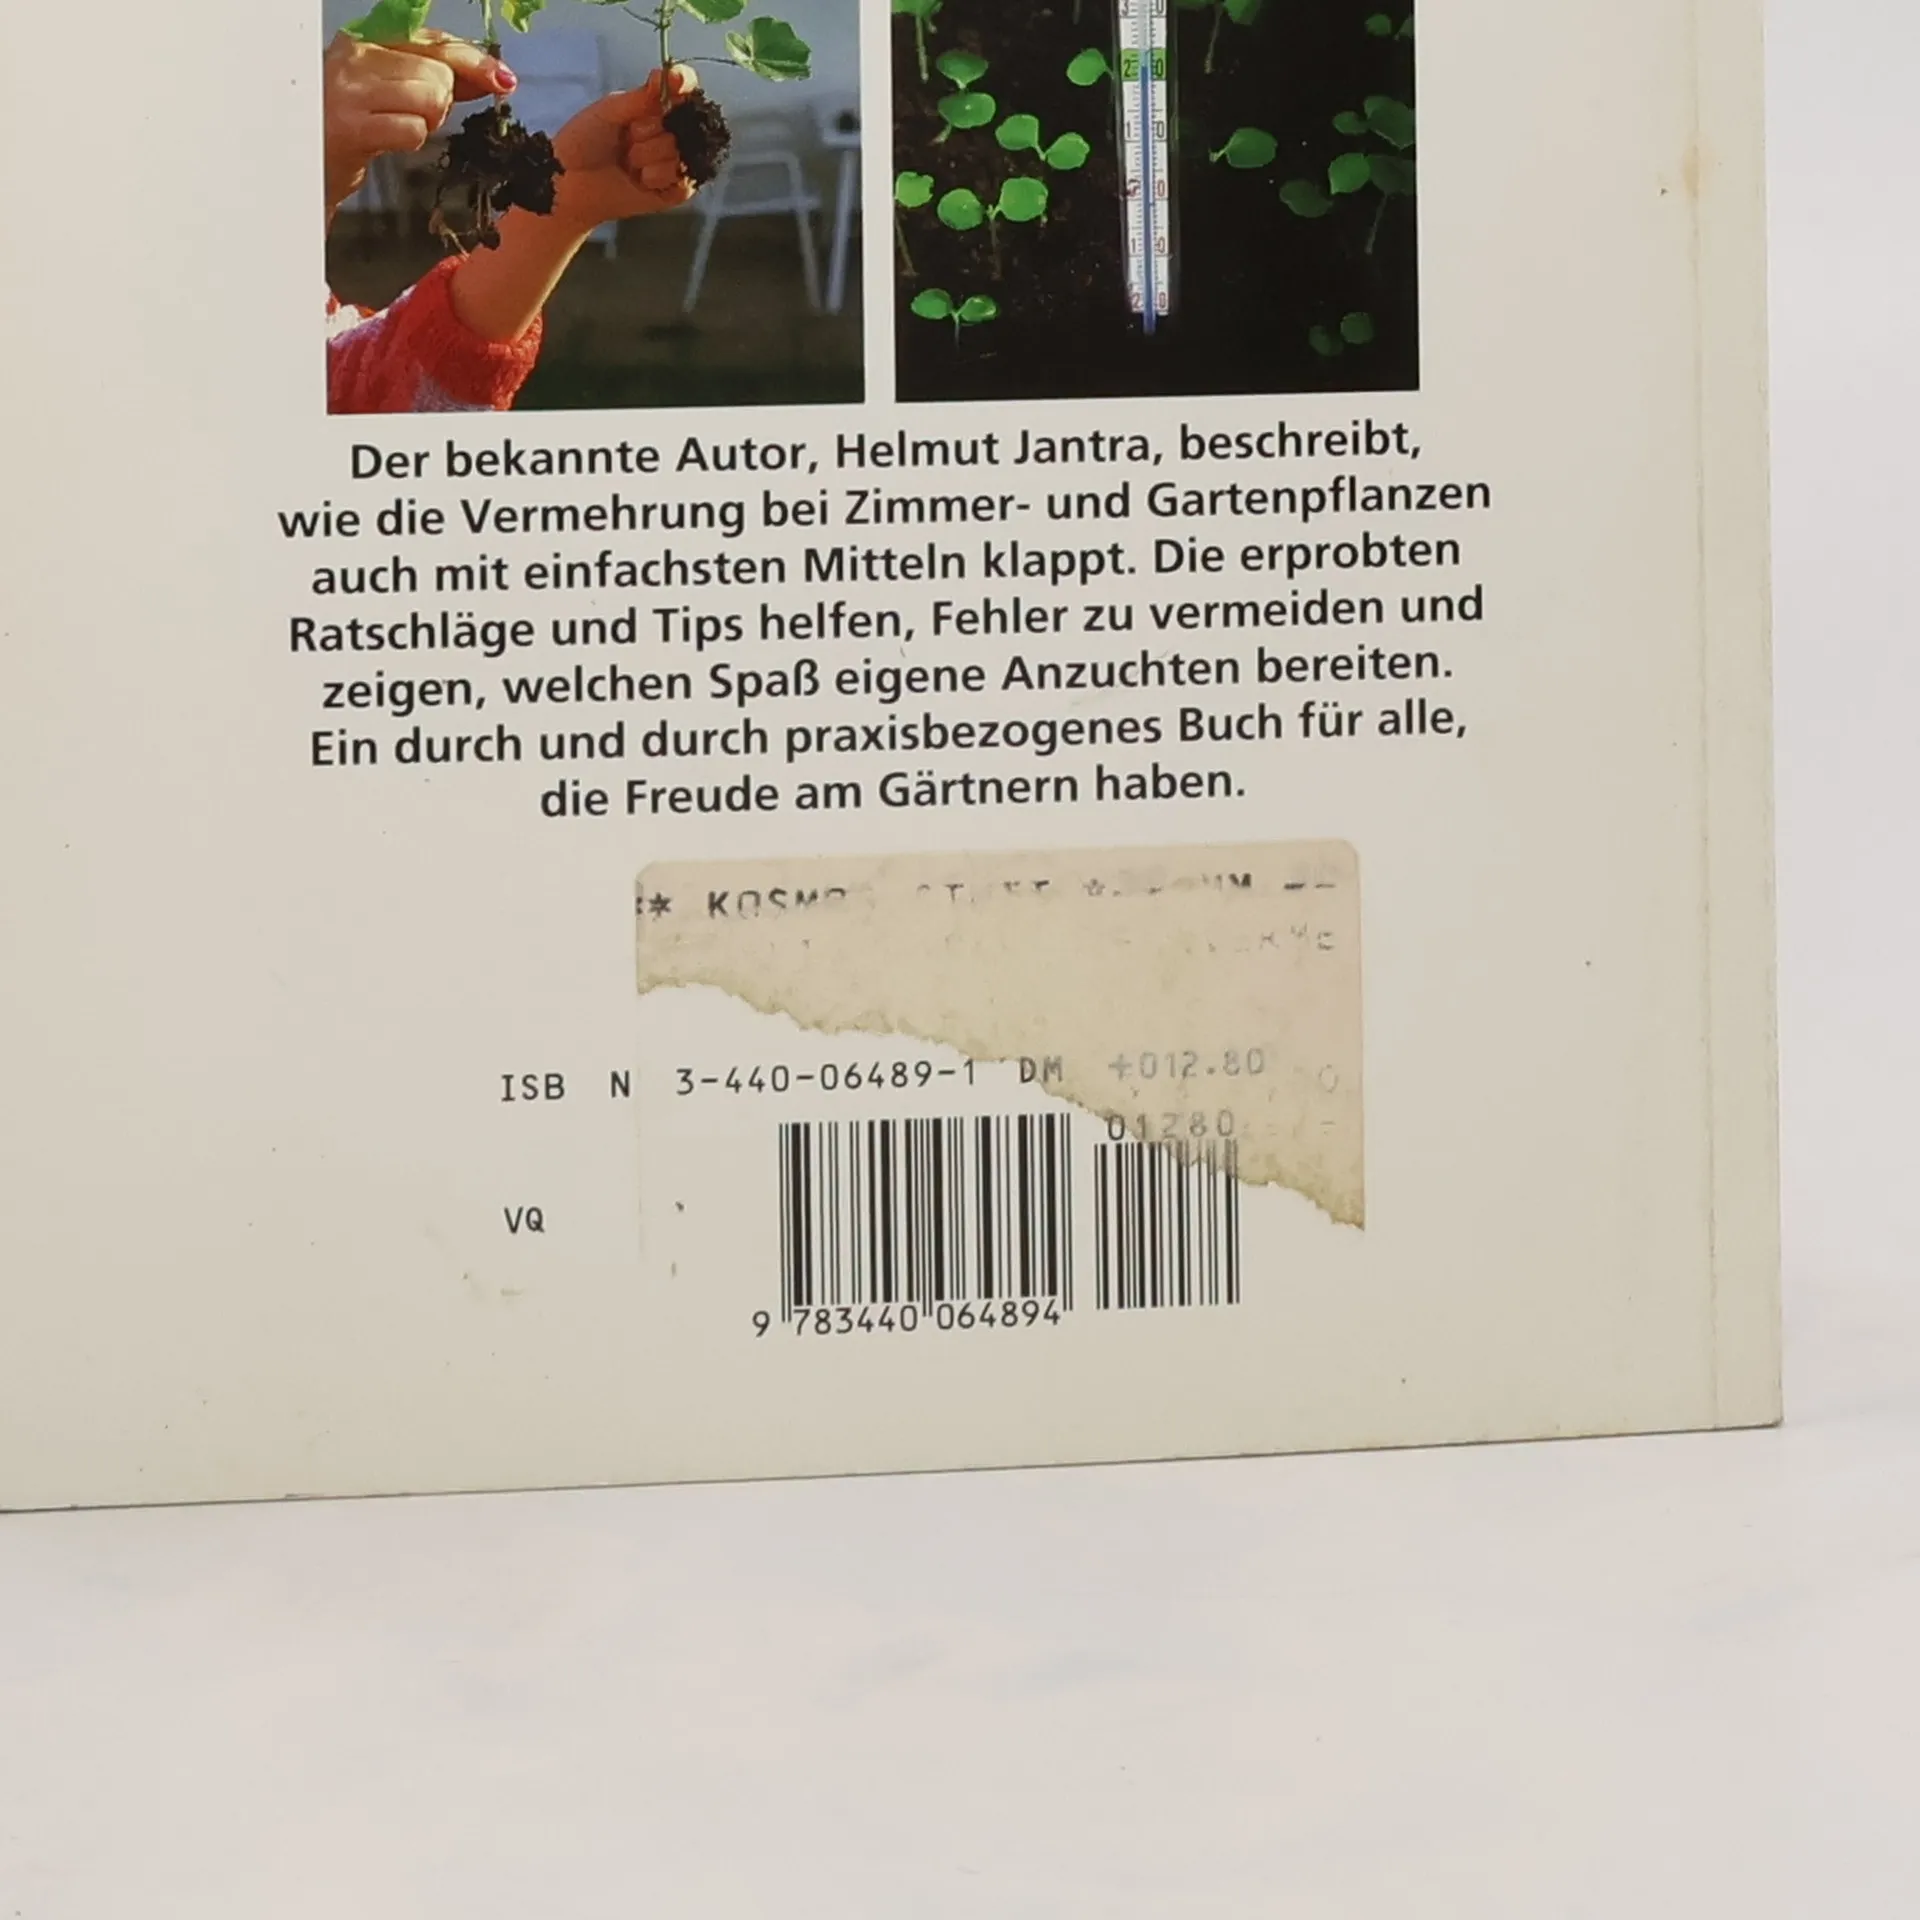 Der bekannte Autor, Helmut Jantra, beschreibt,
wie die Vermehrung bei Zimmer- und Gartenpflanzen
auch mit einfachsten Mitteln klappt. Die erprobten
Ratschläge und Tips helfen, Fehler zu vermeiden und
zeigen, welchen Spaß eigene Anzuchten bereiten.
Ein durch und durch praxisbezogenes Buch für alle,
die Freude am Gärtnern haben.
ISB N 3-440-06489-1 DM +012.80
01280
VQ
9 783440 064894